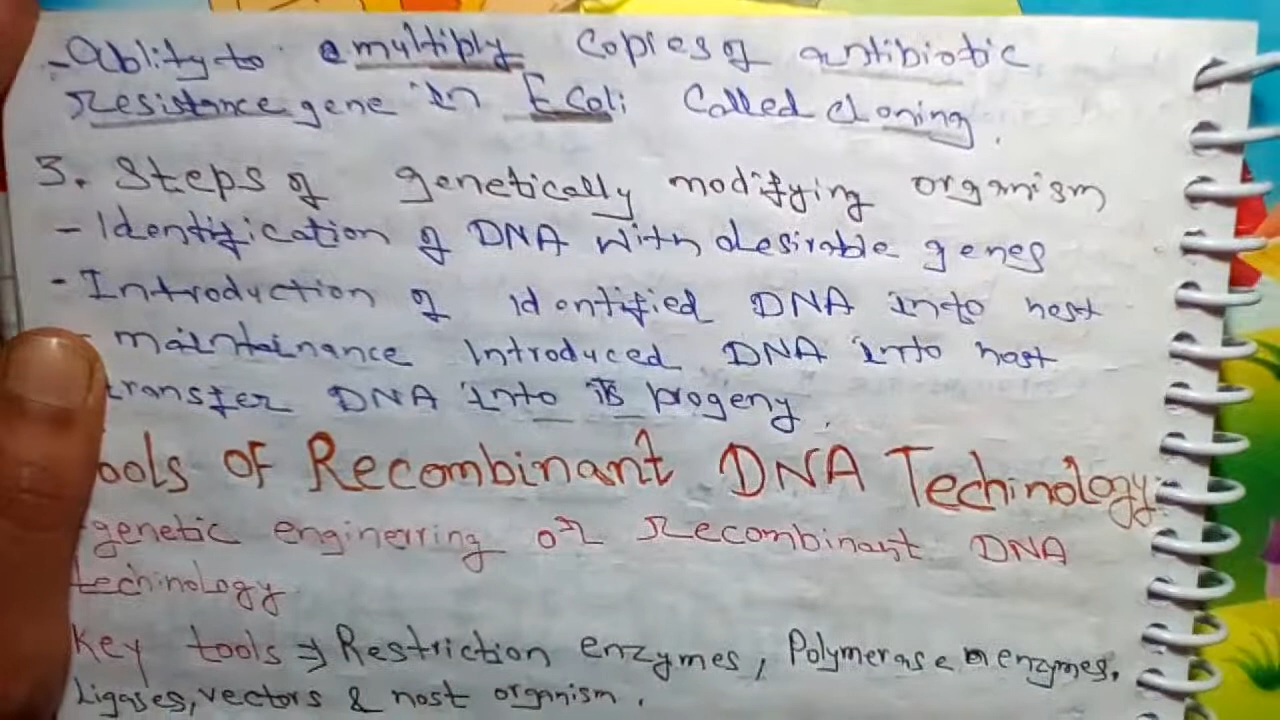 - Ablity to multiply copies of antibiotic
resistance gene in E Coli called cloning.
3. Steps of genetically modifying organism
- Identification of DNA with desirable genes
- Introduction of identified DNA into host
- maintainance Introduced DNA into host
transfer DNA into its progeny.
ools of Recombinant DNA Techinology:
genetic enginerring or Recombinant DNA
techinology
Key tools ⇒ Restriction enzymes, Polymerase enzymes,
Ligases, vectors & host organism.